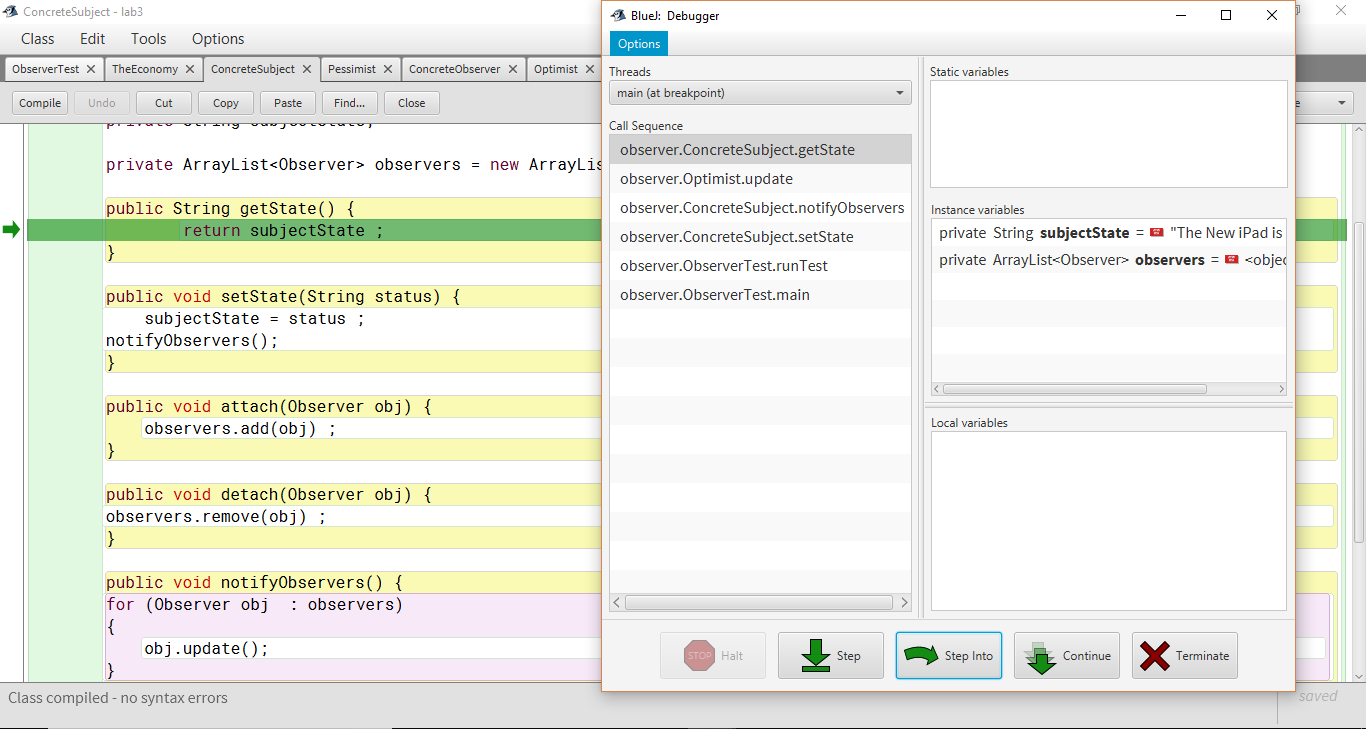 ConcreteSubject - lab3
Class Edit Tools Options
ObserverTest TheEconomy ConcreteSubject Pessimist ConcreteObserver Optimist
Compile Undo Cut Copy Paste Find... Close
private ArrayList<Observer> observers = new ArrayLis
public String getState() {
return subjectState ;
}
public void setState(String status) {
subjectState = status ;
notifyObservers();
}
public void attach(Observer obj) {
observers.add(obj) ;
}
public void detach(Observer obj) {
observers.remove(obj) ;
}
public void notifyObservers() {
for (Observer obj  : observers)
{
obj.update();
}
Class compiled - no syntax errors
saved
BlueJ: Debugger
Options
Threads
main (at breakpoint)
Call Sequence
observer.ConcreteSubject.getState
observer.Optimist.update
observer.ConcreteSubject.notifyObservers
observer.ConcreteSubject.setState
observer.ObserverTest.runTest
observer.ObserverTest.main
Static variables
Instance variables
private String subjectState = "The New iPad is
private ArrayList<Observer> observers = <objec
Local variables
STOP Halt
Step
Step Into
Continue
Terminate